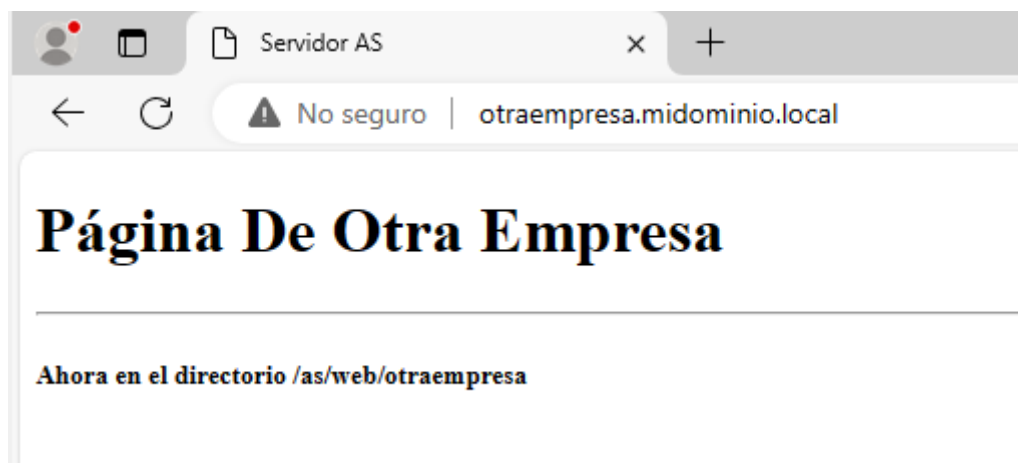 Servidor AS
No seguro otraempresa.midominio.local
Página De Otra Empresa
Ahora en el directorio /as/web/otraempresa